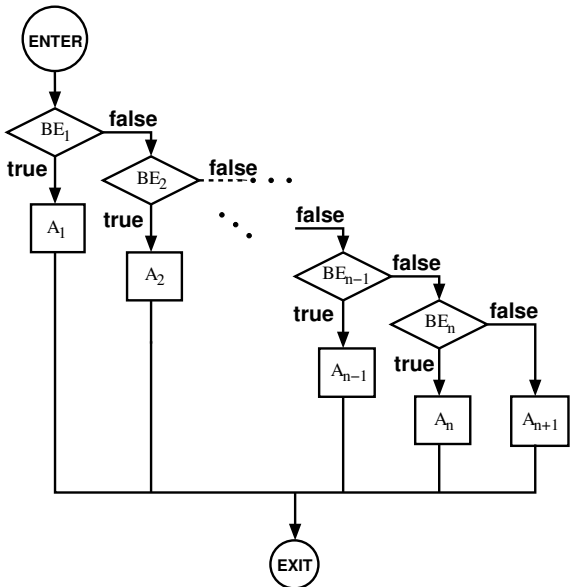 ENTER
BE₁
false
true
A₁
BE₂
false
true
A₂
false
BEₙ₋₁
false
true
Aₙ₋₁
BEₙ
false
true
Aₙ
Aₙ₊₁
EXIT